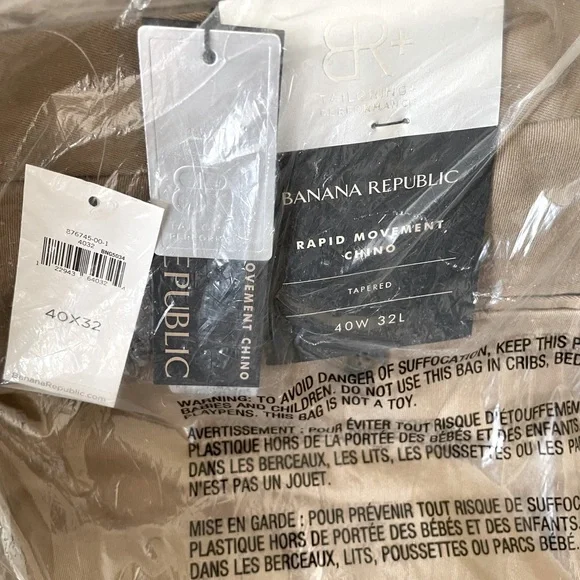 BR+
BANANA REPUBLIC
RAPID MOVEMENT
CHINO
TAPERED
40W 32L
MOVEMENT CHINO
PUBLIC
876745-00-1
4032
40X32
BananaRepublic.com
WARNING: TO AVOID DANGER OF SUFFOCATION, KEEP THIS P
BABIES AND CHILDREN. DO NOT USE THIS BAG IN CRIBS, BED
PLAYPENS. THIS BAG IS NOT A TOY.
AVERTISSEMENT : POUR ÉVITER TOUT RISQUE D'ÉTOUFFEMEN
PLASTIQUE HORS DE LA PORTÉE DES BÉBÉS ET DES ENFANTS
DANS LES BERCEAUX, LES LITS, LES POUSSETTES OU LES PA
N'EST PAS UN JOUET.
MISE EN GARDE : POUR PRÉVENIR TOUT RISQUE DE SUFFOC
PLASTIQUE HORS DE PORTÉE DES BÉBÉS ET DES ENFANTS.
DANS LES BERCEAUX, LITS, POUSSETTES OU PARCS BÉBÉ.